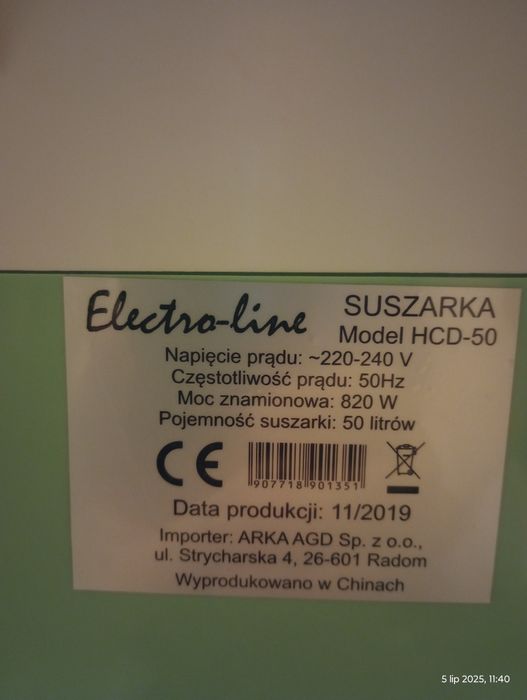 Electro-line
SUSZARKA
Model HCD-50
Napięcie prądu: ~220-240 V
Częstotliwość prądu: 50Hz
Moc znamionowa: 820 W
Pojemność suszarki: 50 litrów
CE
907718 901351
Data produkcji: 11/2019
Importer: ARKA AGD Sp. z o.o.,
ul. Strycharska 4, 26-601 Radom
Wyprodukowano w Chinach
5 lip 2025, 11:40